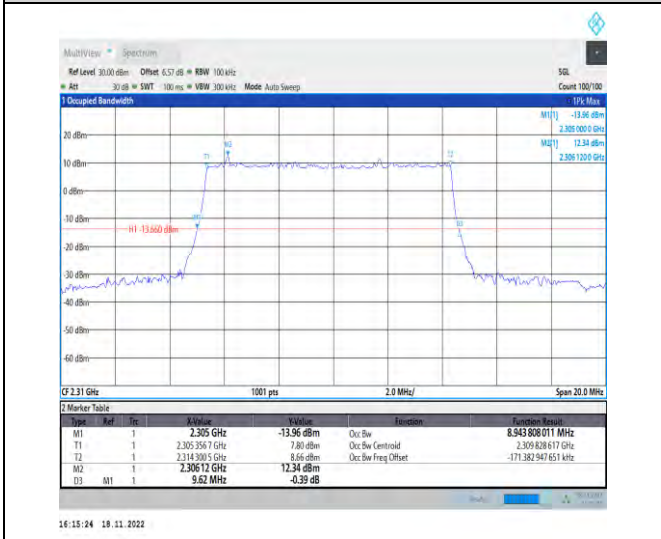 MultiView Spectrum
Ref Level 30.00 dBm Offset 6.57 dB RBW 100 kHz SGL
Att 30 dB SWT 100 ms VBW 300 kHz Mode Auto Sweep Count 100/100
1 Occupied Bandwidth 1Pk Max
M1[1] -13.96 dBm
2.305 000 0 GHz
M2[1] 12.34 dBm
2.306 120 0 GHz
20 dBm
M2
T1 T2
10 dBm
0 dBm
-10 dBm
H1 -13.660 dBm
-20 dBm
-30 dBm
-40 dBm
-50 dBm
-60 dBm
CF 2.31 GHz 1001 pts 2.0 MHz/ Span 20.0 MHz
2 Marker Table
Type Ref Trc X-Value Y-Value Function Function Result
M1 1 2.305 GHz -13.96 dBm Occ Bw 8.943 808 011 MHz
T1 1 2.305 356 7 GHz 7.80 dBm Occ Bw Centroid 2.309 828 617 GHz
T2 1 2.314 300 5 GHz 8.66 dBm Occ Bw Freq Offset -171.382 947 651 kHz
M2 1 2.306 12 GHz 12.34 dBm
D3 M1 1 9.62 MHz -0.39 dB
16:15:24 18.11.2022